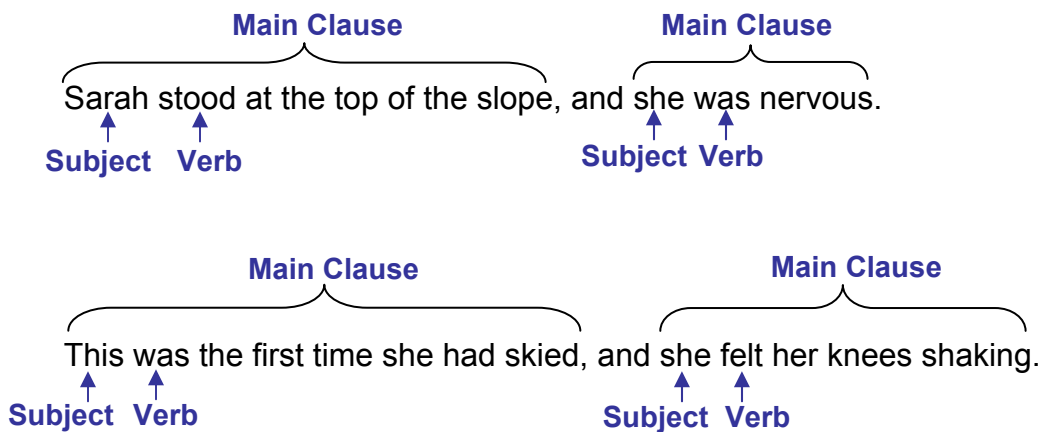 Main Clause Main Clause
Sarah stood at the top of the slope, and she was nervous.
Subject Verb Subject Verb
Main Clause Main Clause
This was the first time she had skied, and she felt her knees shaking.
Subject Verb Subject Verb